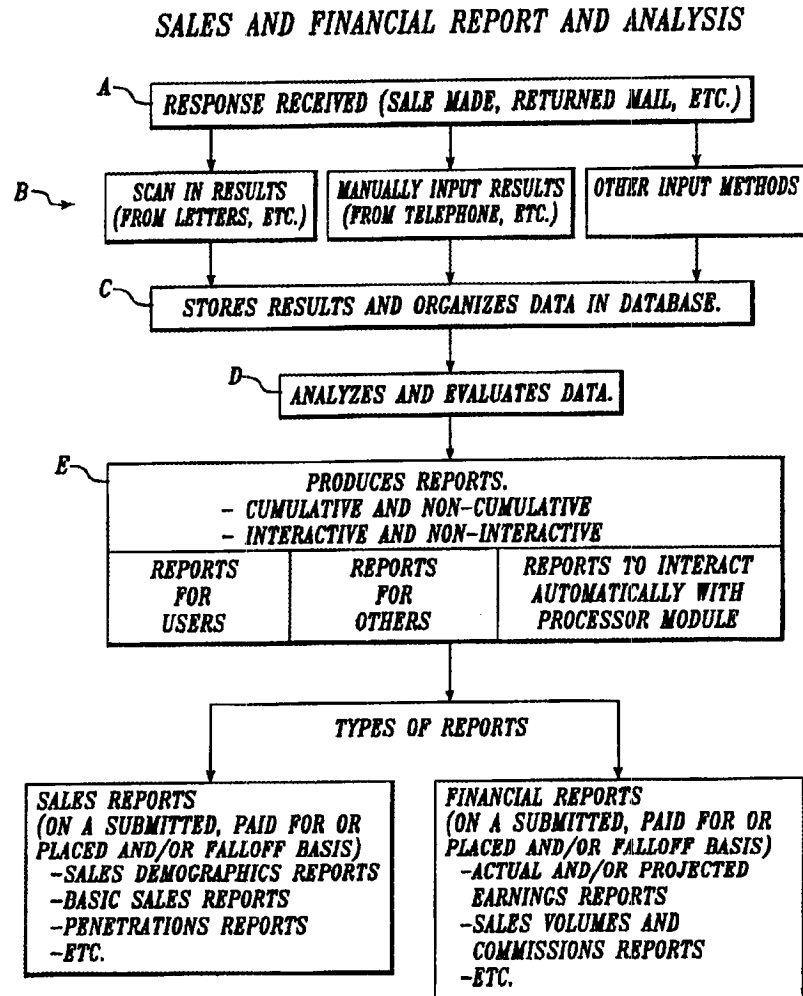 SALES AND FINANCIAL REPORT AND ANALYSIS
A
RESPONSE RECEIVED (SALE MADE, RETURNED MAIL, ETC.)
B
SCAN IN RESULTS
(FROM LETTERS, ETC.)
MANUALLY INPUT RESULTS
(FROM TELEPHONE, ETC.)
OTHER INPUT METHODS
C
STORES RESULTS AND ORGANIZES DATA IN DATABASE.
D
ANALYZES AND EVALUATES DATA.
E
PRODUCES REPORTS.
- CUMULATIVE AND NON-CUMULATIVE
- INTERACTIVE AND NON-INTERACTIVE
REPORTS
FOR
USERS
REPORTS
FOR
OTHERS
REPORTS TO INTERACT
AUTOMATICALLY WITH
PROCESSOR MODULE
TYPES OF REPORTS
SALES REPORTS
(ON A SUBMITTED, PAID FOR OR
PLACED AND/OR FALLOFF BASIS)
-SALES DEMOGRAPHICS REPORTS
-BASIC SALES REPORTS
-PENETRATIONS REPORTS
-ETC.
FINANCIAL REPORTS
(ON A SUBMITTED, PAID FOR OR
PLACED AND/OR FALLOFF BASIS)
-ACTUAL AND/OR PROJECTED
EARNINGS REPORTS
-SALES VOLUMES AND
COMMISSIONS REPORTS
-ETC.